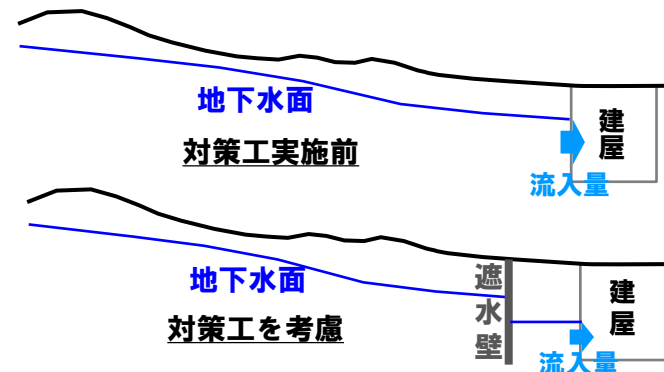 地下水面
対策工実施前
建屋
流入量
地下水面
対策工を考慮
遮水壁
建屋
流入量